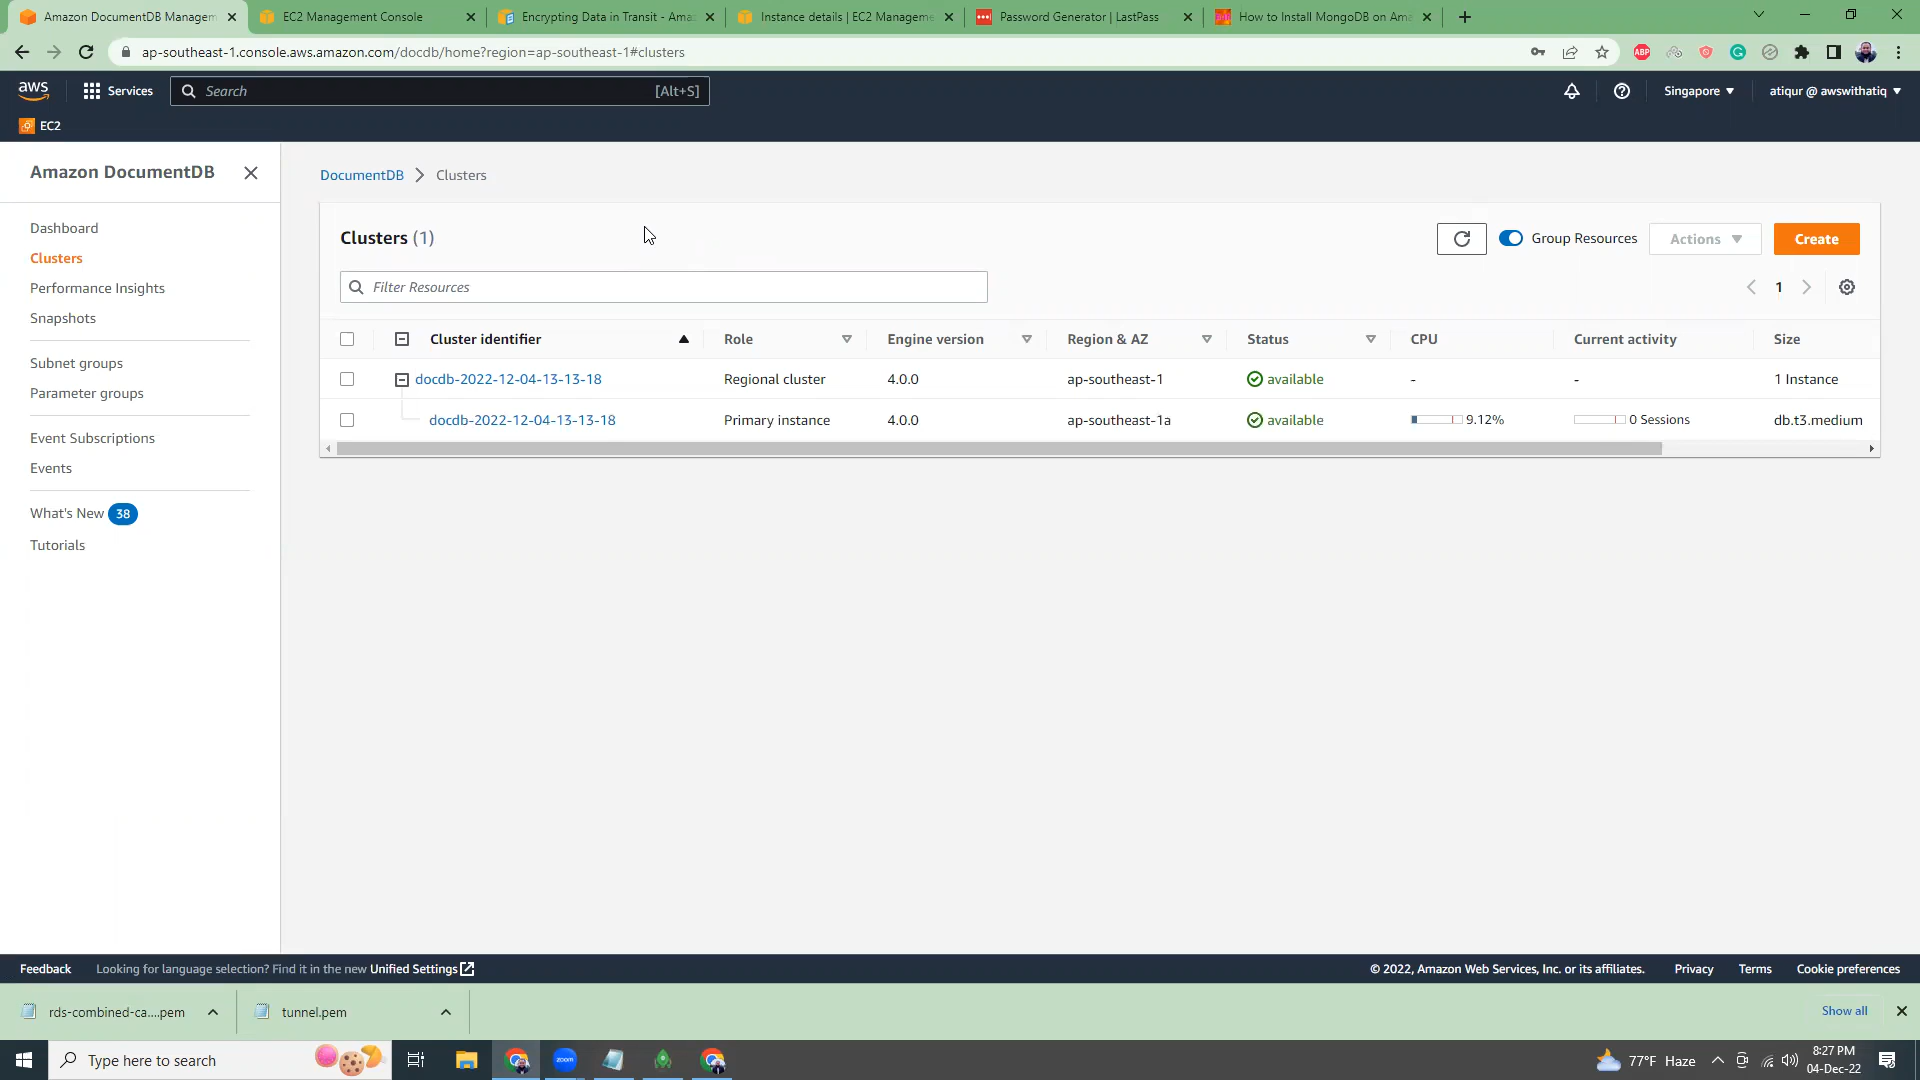 Amazon DocumentDB Managem
EC2 Management Console
Encrypting Data in Transit - Amaz
Instance details | EC2 Manageme
Password Generator | LastPass
How to Install MongoDB on Ama
ap-southeast-1.console.aws.amazon.com/docdb/home?region=ap-southeast-1#clusters
ABP
aws
Services
Search
[Alt+S]
Singapore
atiqur @ awswithatiq
EC2
Amazon DocumentDB
Dashboard
Clusters
Performance Insights
Snapshots
Subnet groups
Parameter groups
Event Subscriptions
Events
What's New 38
Tutorials
DocumentDB > Clusters
Clusters (1)
Group Resources
Actions
Create
Filter Resources
1
Cluster identifier Role Engine version Region & AZ Status CPU Current activity Size
docdb-2022-12-04-13-13-18 Regional cluster 4.0.0 ap-southeast-1 available - - 1 Instance
docdb-2022-12-04-13-13-18 Primary instance 4.0.0 ap-southeast-1a available 9.12% 0 Sessions db.t3.medium
Feedback Looking for language selection? Find it in the new Unified Settings
© 2022, Amazon Web Services, Inc. or its affiliates. Privacy Terms Cookie preferences
rds-combined-ca....pem
tunnel.pem
Show all
Type here to search
zoom
77°F Haze
8:27 PM
04-Dec-22